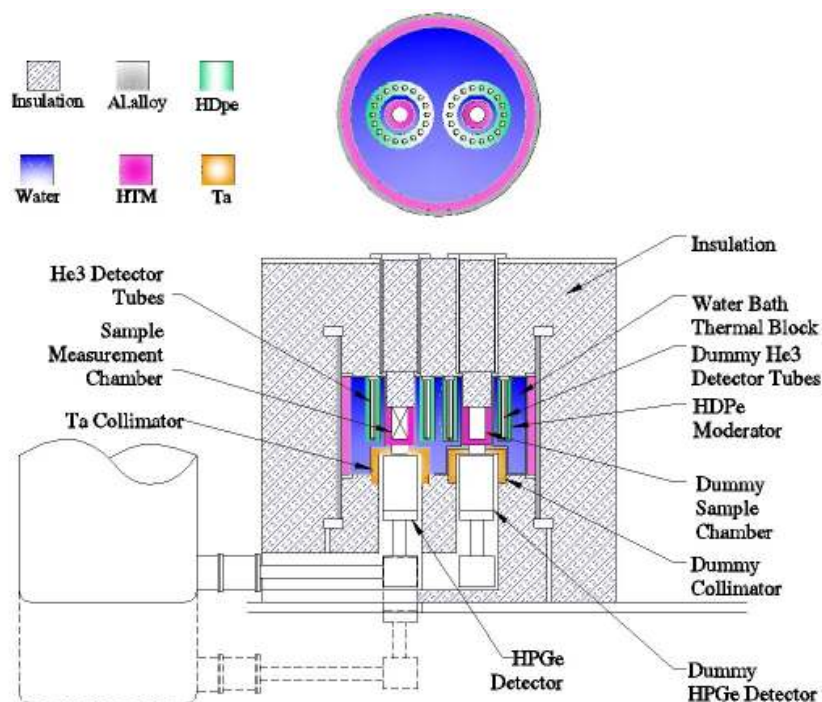 Insulation
Al.alloy
HDpe
Water
HTM
Ta
He3 Detector
Tubes
Sample
Measurement
Chamber
Ta Collimator
Insulation
Water Bath
Thermal Block
Dummy He3
Detector Tubes
HDPe
Moderator
Dummy
Sample
Chamber
Dummy
Collimator
HPGe
Detector
Dummy
HPGe Detector